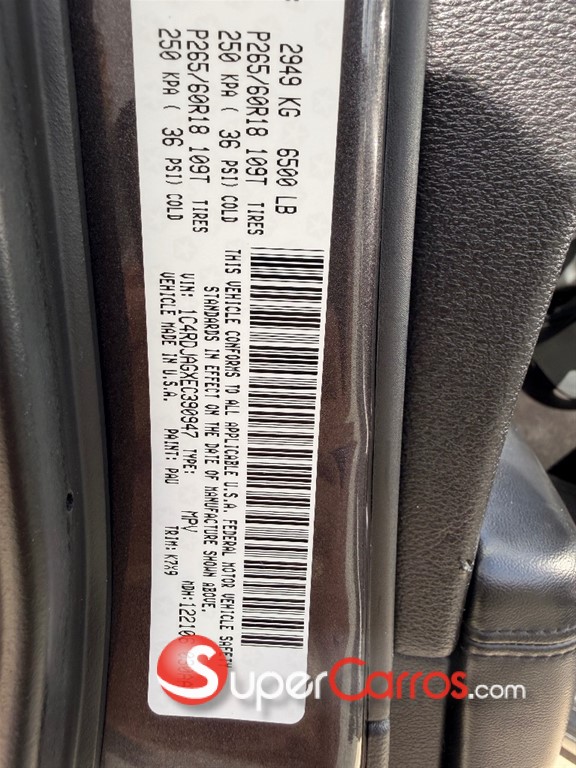 2949 KG 6500 LB
P265/60R18 109T TIRES
250 KPA ( 36 PSI) COLD
P265/60R18 109T TIRES
250 KPA ( 36 PSI) COLD
THIS VEHICLE CONFORMS TO ALL APPLICABLE U.S.A. FEDERAL MOTOR VEHICLE
STANDARDS IN EFFECT ON THE DATE OF MANUFACTURE SHOWN ABOVE.
VIN: 1C4RDJAGXEC390947 TYPE: MPV MDH:
VEHICLE MADE IN U.S.A. PAINT: PAU TRIM: K7X9
SuperCarros.com